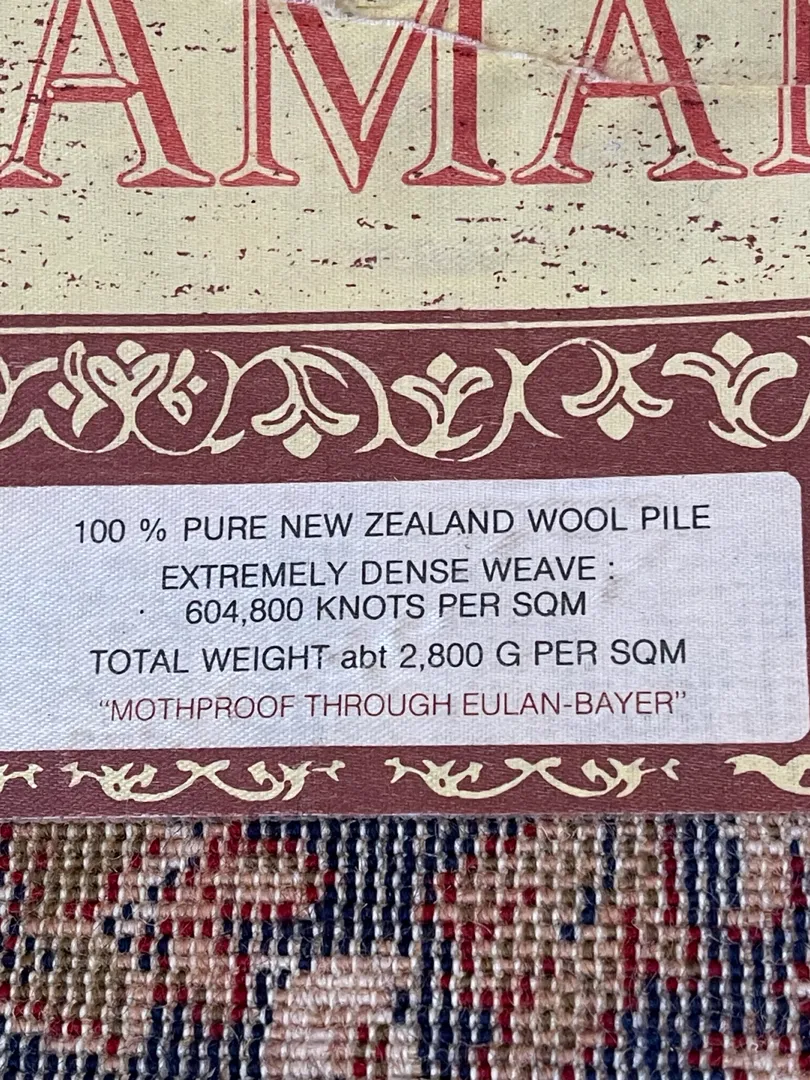 AMA
100 % PURE NEW ZEALAND WOOL PILE
EXTREMELY DENSE WEAVE :
604,800 KNOTS PER SQM
TOTAL WEIGHT abt 2,800 G PER SQM
“MOTHPROOF THROUGH EULAN-BAYER”